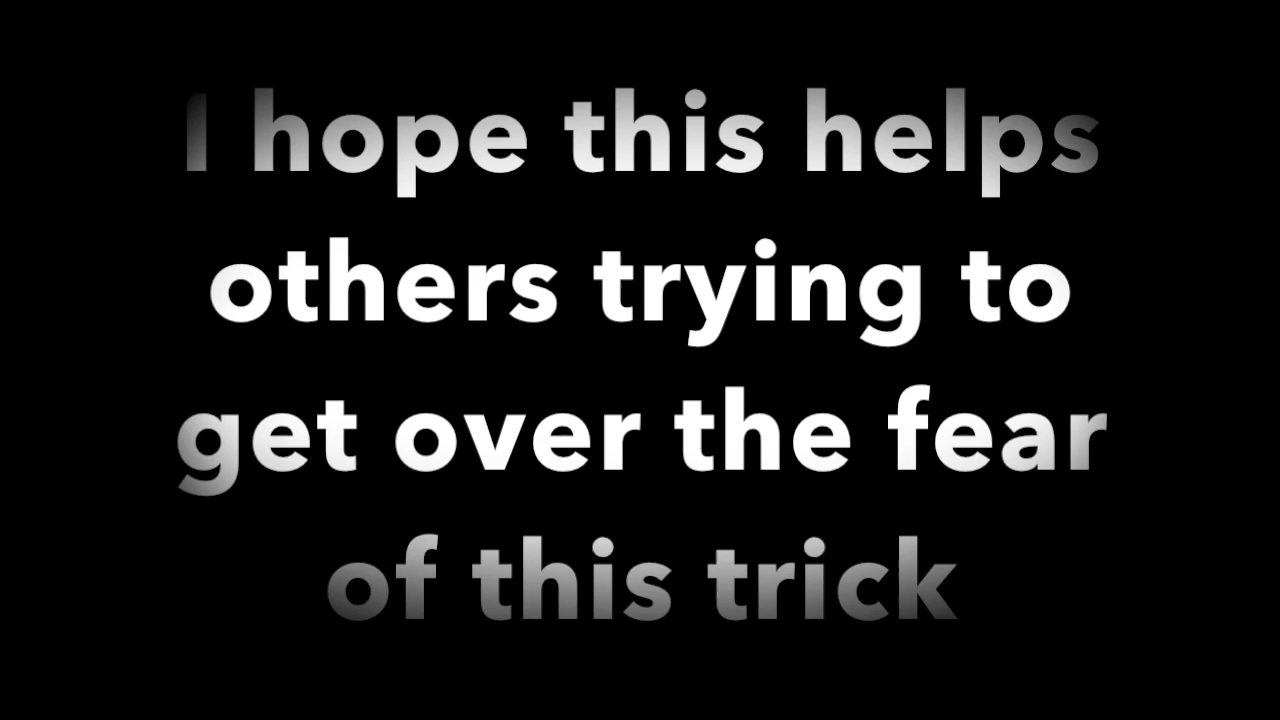 I hope this helps
others trying to
get over the fear
of this trick